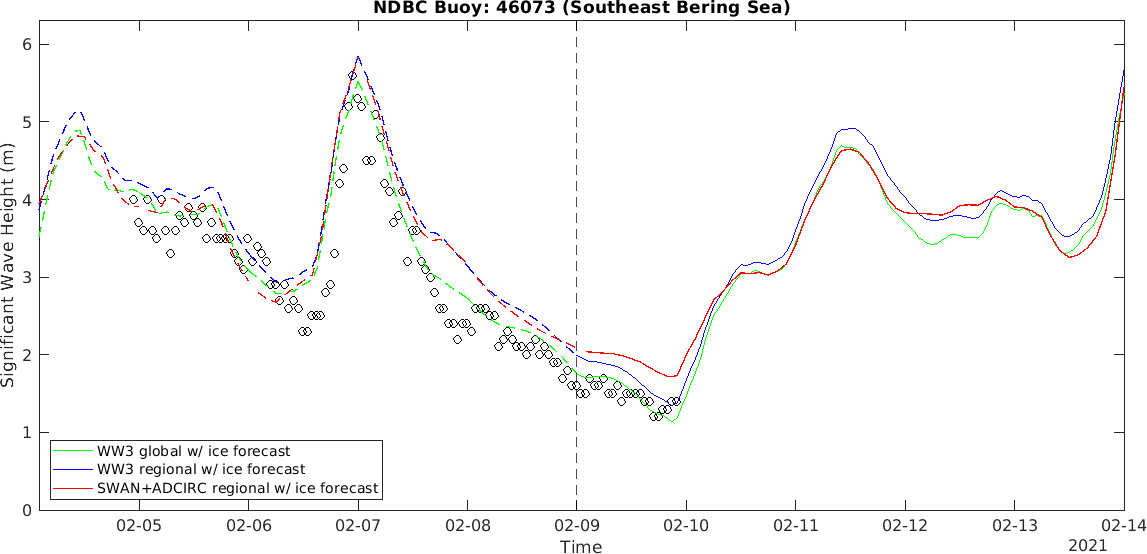 NDBC Buoy: 46073 (Southeast Bering Sea)
Significant Wave Height (m)
6
5
4
3
2
1
0
WW3 global w/ ice forecast
WW3 regional w/ ice forecast
SWAN+ADCIRC regional w/ ice forecast
02-05 02-06 02-07 02-08 02-09 02-10 02-11 02-12 02-13 02-14
Time
2021